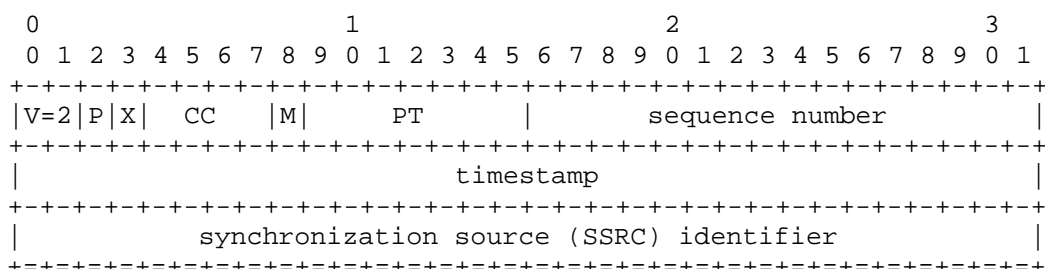 0                   1                   2                   3
 0 1 2 3 4 5 6 7 8 9 0 1 2 3 4 5 6 7 8 9 0 1 2 3 4 5 6 7 8 9 0 1
+-+-+-+-+-+-+-+-+-+-+-+-+-+-+-+-+-+-+-+-+-+-+-+-+-+-+-+-+-+-+-+-+
|V=2|P|X|  CC   |M|     PT      |       sequence number         |
+-+-+-+-+-+-+-+-+-+-+-+-+-+-+-+-+-+-+-+-+-+-+-+-+-+-+-+-+-+-+-+-+
|                           timestamp                           |
+-+-+-+-+-+-+-+-+-+-+-+-+-+-+-+-+-+-+-+-+-+-+-+-+-+-+-+-+-+-+-+-+
|           synchronization source (SSRC) identifier            |
+=+=+=+=+=+=+=+=+=+=+=+=+=+=+=+=+=+=+=+=+=+=+=+=+=+=+=+=+=+=+=+=+